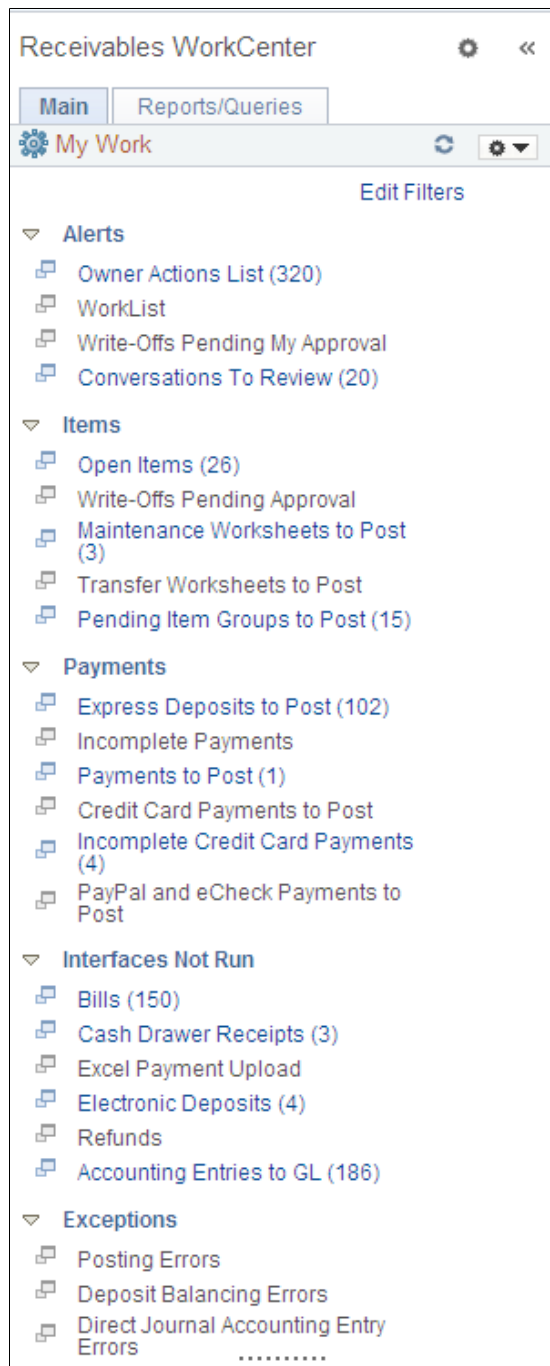 Receivables WorkCenter
Main
Reports/Queries
My Work
Edit Filters
Alerts
Owner Actions List (320)
WorkList
Write-Offs Pending My Approval
Conversations To Review (20)
Items
Open Items (26)
Write-Offs Pending Approval
Maintenance Worksheets to Post
(3)
Transfer Worksheets to Post
Pending Item Groups to Post (15)
Payments
Express Deposits to Post (102)
Incomplete Payments
Payments to Post (1)
Credit Card Payments to Post
Incomplete Credit Card Payments
(4)
PayPal and eCheck Payments to
Post
Interfaces Not Run
Bills (150)
Cash Drawer Receipts (3)
Excel Payment Upload
Electronic Deposits (4)
Refunds
Accounting Entries to GL (186)
Exceptions
Posting Errors
Deposit Balancing Errors
Direct Journal Accounting Entry
Errors